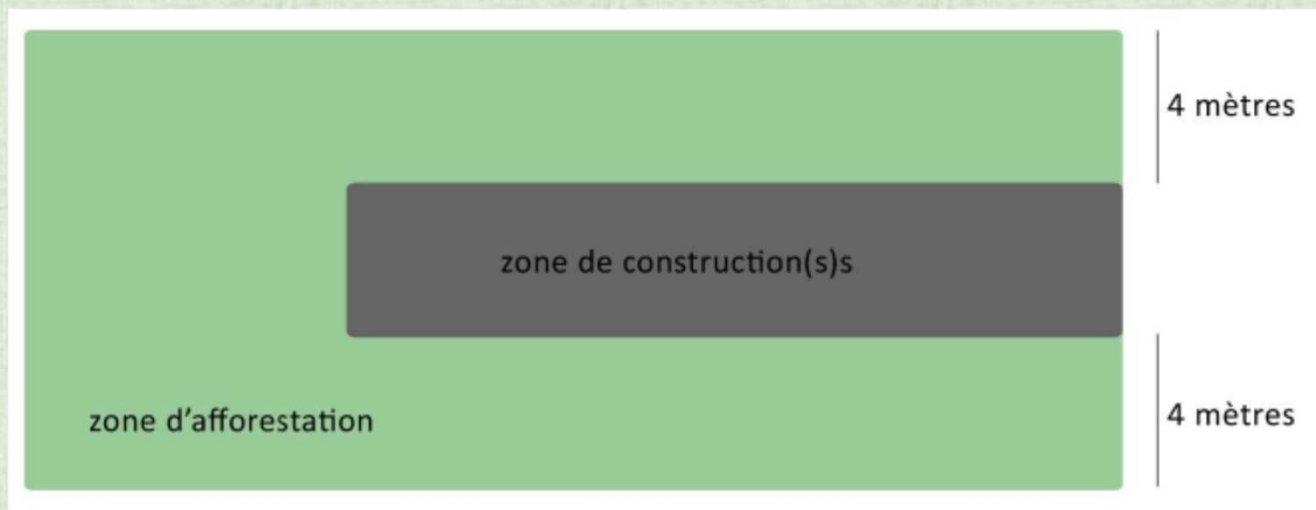 4 mètres
zone de construction(s)s
zone d'afforestation
4 mètres